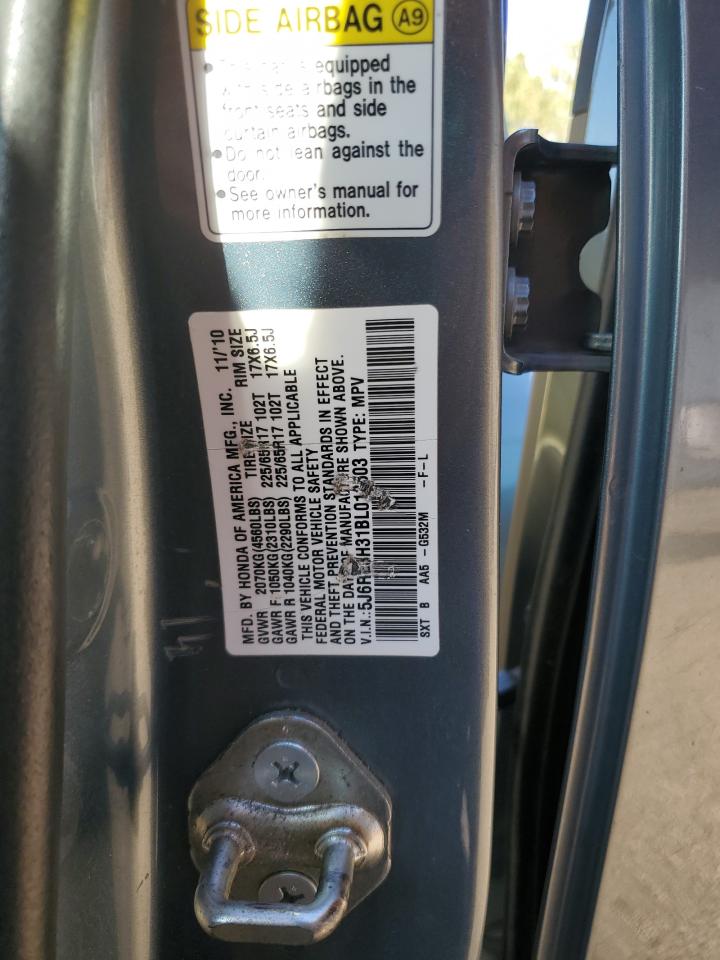 SIDE AIRBAG A9
equipped
airbags in the
front seats and side
curtain airbags.
• Do not lean against the
door.
• See owner's manual for
more information.
MFD. BY HONDA OF AMERICA MFG., INC. 11/'10
GVWR 2070KG(4560LBS) TIRE SIZE RIM SIZE
GAWR F 1050KG(2310LBS) 225/65R17 102T 17X6.5J
GAWR R 1040KG(2290LBS) 225/65R17 102T 17X6.5J
THIS VEHICLE CONFORMS TO ALL APPLICABLE
FEDERAL MOTOR VEHICLE SAFETY
AND THEFT PREVENTION STANDARDS IN EFFECT
ON THE DATE OF MANUFACTURE SHOWN ABOVE.
V.I.N.: TYPE: MPV
SXT B AA5 -G532M -F-L